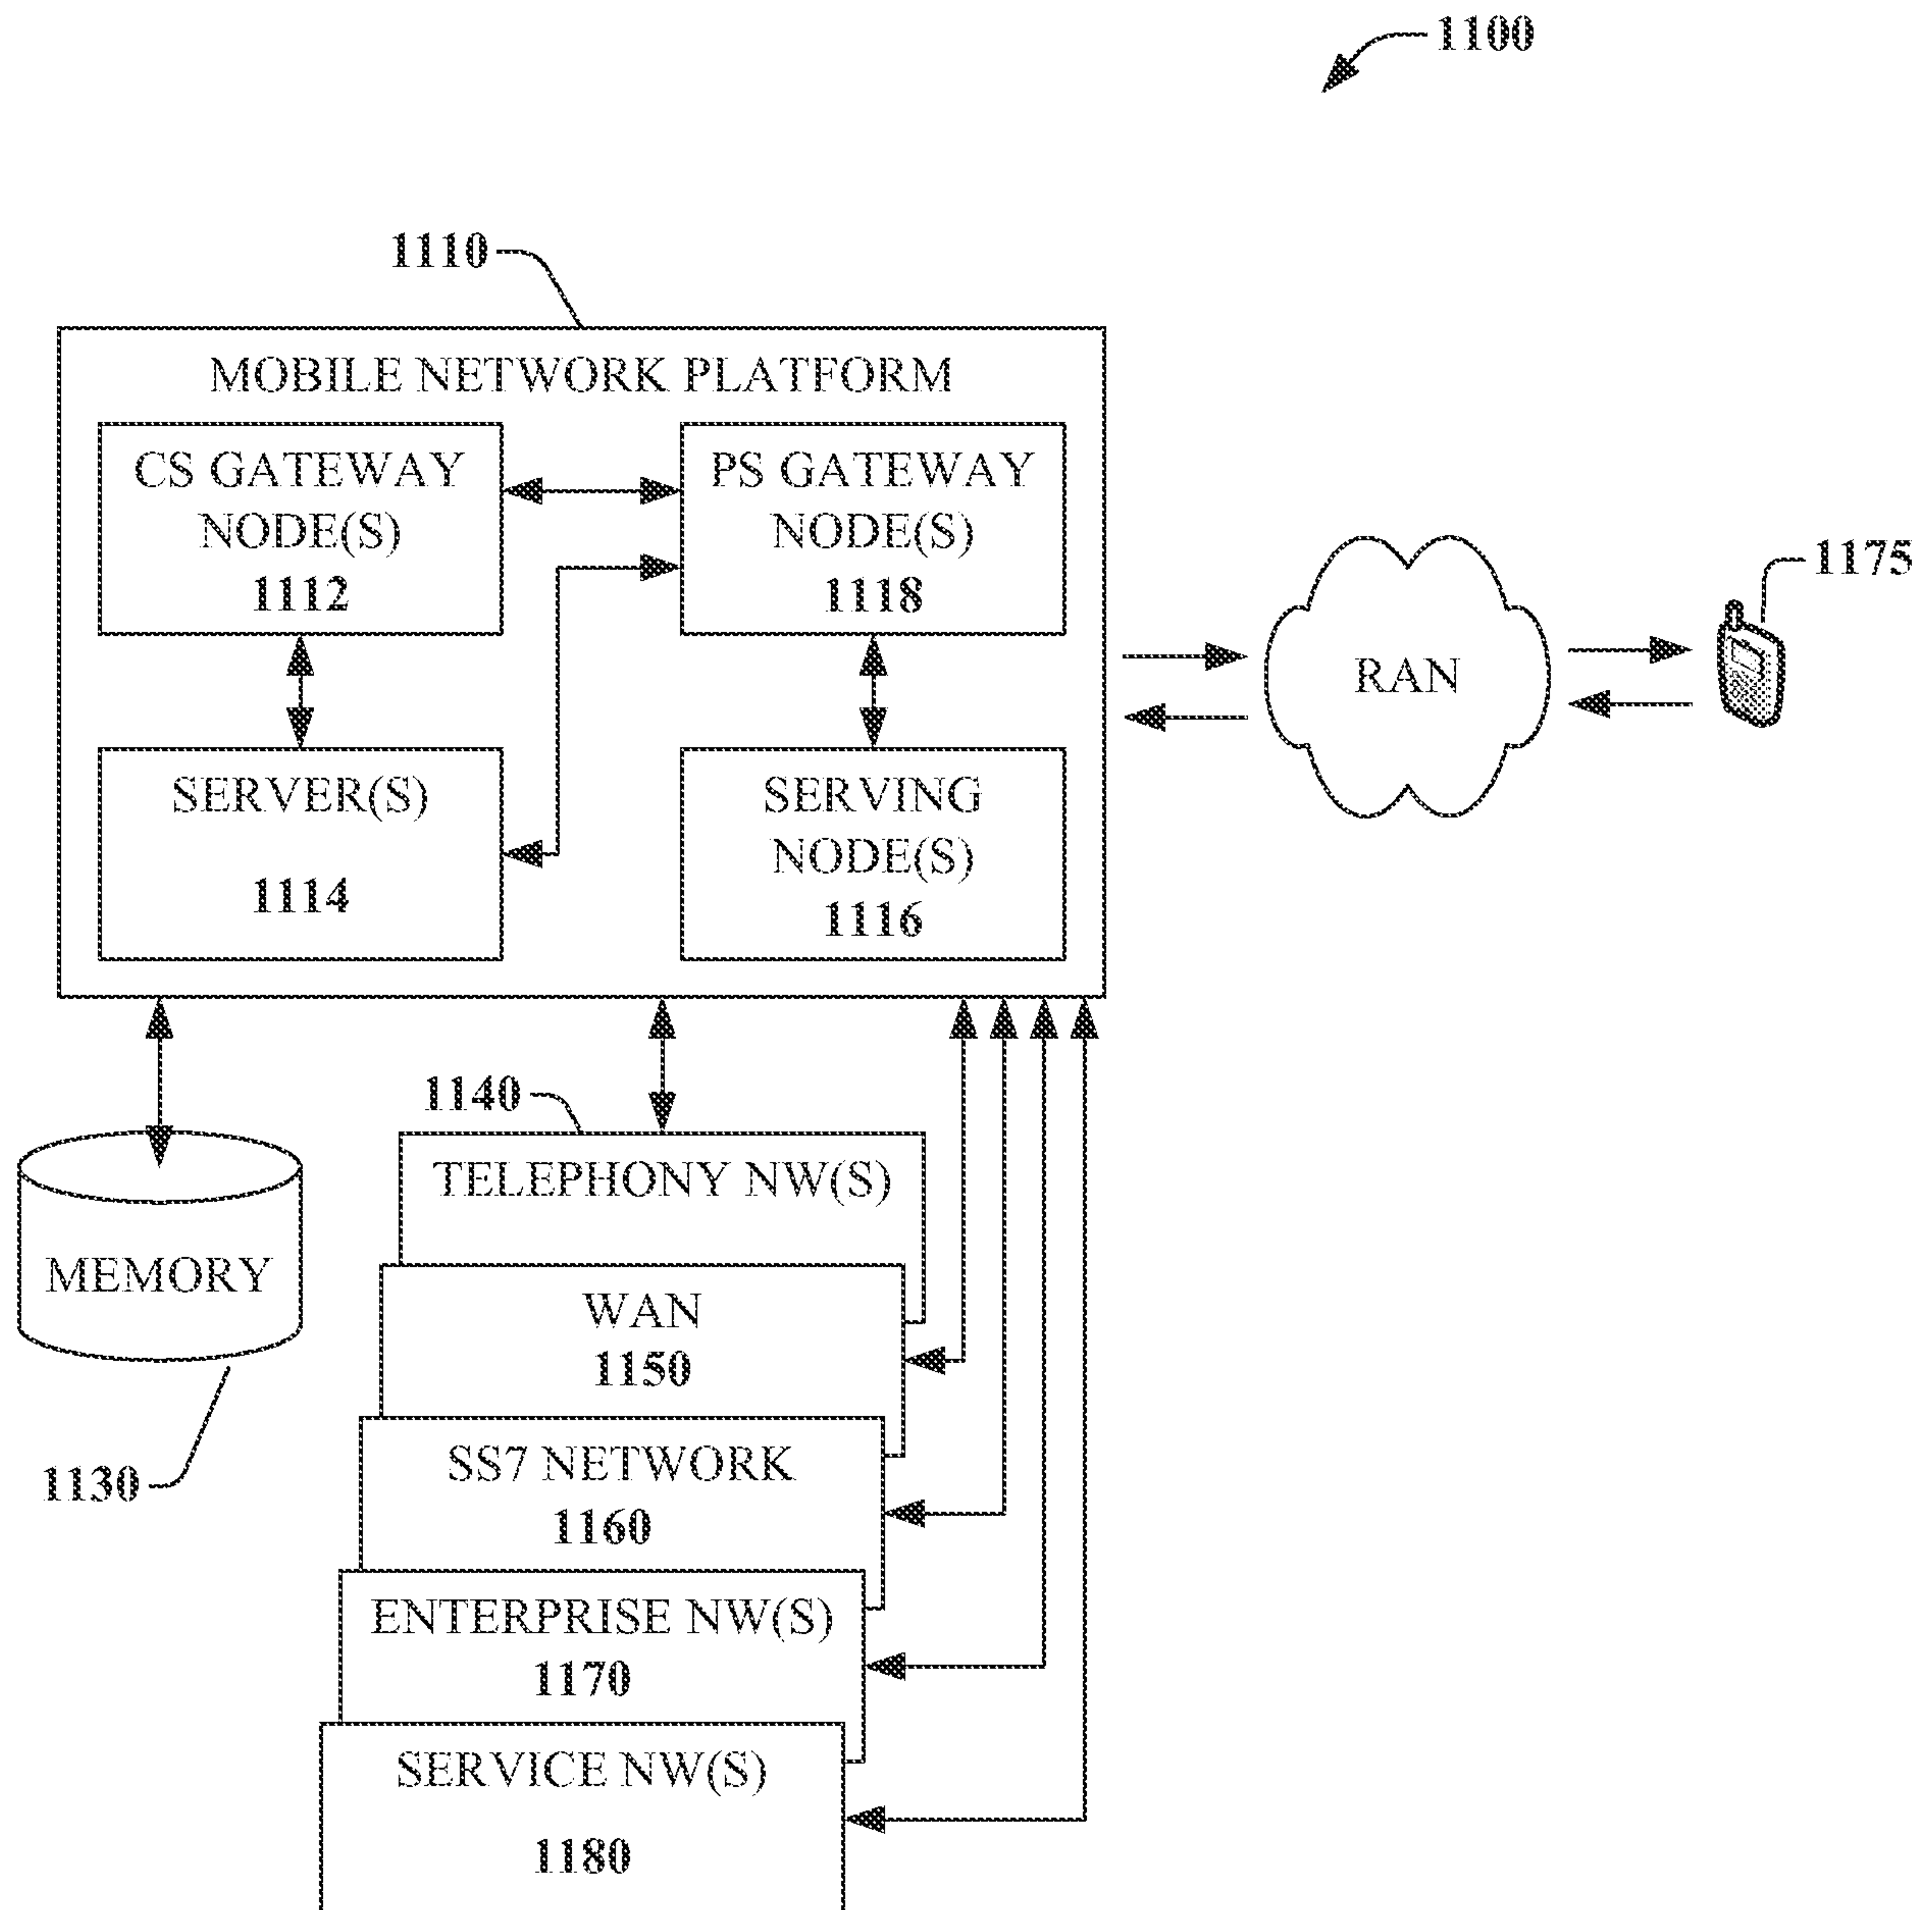 1100
1110
MOBILE NETWORK PLATFORM
CS GATEWAY
NODE(S)
1112
PS GATEWAY
NODE(S)
1118
SERVER(S)
1114
SERVING
NODE(S)
1116
RAN
1175
1140
TELEPHONY NW(S)
MEMORY
1130
WAN
1150
SS7 NETWORK
1160
ENTERPRISE NW(S)
1170
SERVICE NW(S)
1180